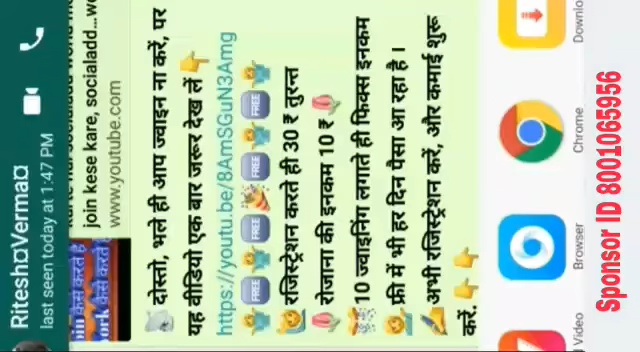 Ritesh¤Verma¤
last seen today at 1:47 PM
join kese kare, socialadd...
www.youtube.com
दोस्तो, भले ही आप ज्वाइन ना करें, पर
यह वीडियो एक बार जरूर देख लें👇
https://youtu.be/8AmSGuN3Amg
FREE FREE FREE FREE FREE
रजिस्ट्रेशन करते ही 30 ₹ तुरन्त
रोजाना की इनकम 10 ₹
10 ज्वाइनिंग लगाते ही फिक्स इनकम
फ्री में भी हर दिन पैसा आ रहा है।
अभी रजिस्ट्रेशन करें, और कमाई शुरू
करें.
Video
Browser
Chrome
Downlo
Sponsor ID 8001065956